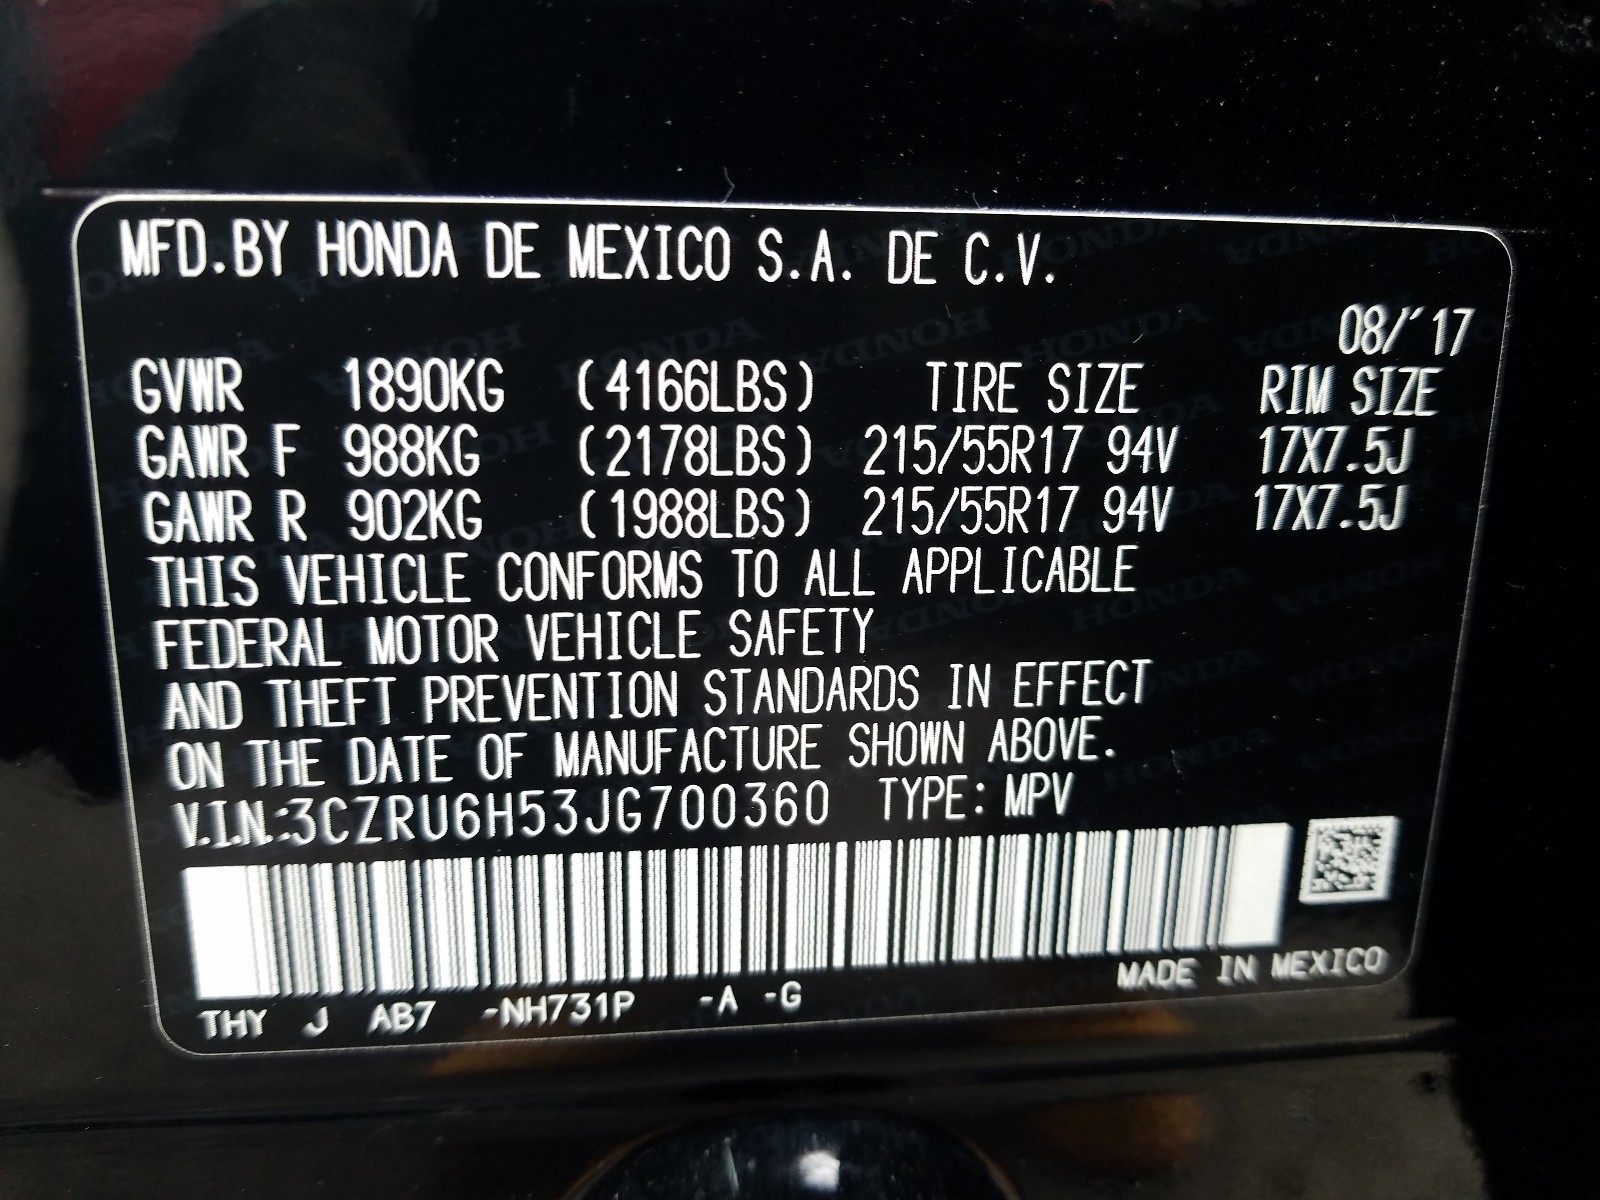 MFD.BY HONDA DE MEXICO S.A. DE C.V.
08/'17
GVWR 1890KG (4166LBS) TIRE SIZE RIM SIZE
GAWR F 988KG (2178LBS) 215/55R17 94V 17X7.5J
GAWR R 902KG (1988LBS) 215/55R17 94V 17X7.5J
THIS VEHICLE CONFORMS TO ALL APPLICABLE
FEDERAL MOTOR VEHICLE SAFETY
AND THEFT PREVENTION STANDARDS IN EFFECT
ON THE DATE OF MANUFACTURE SHOWN ABOVE.
V.I.N.:3CZRU6H53JG700360 TYPE: MPV
MADE IN MEXICO
THY J AB7 -NH731P -A -G